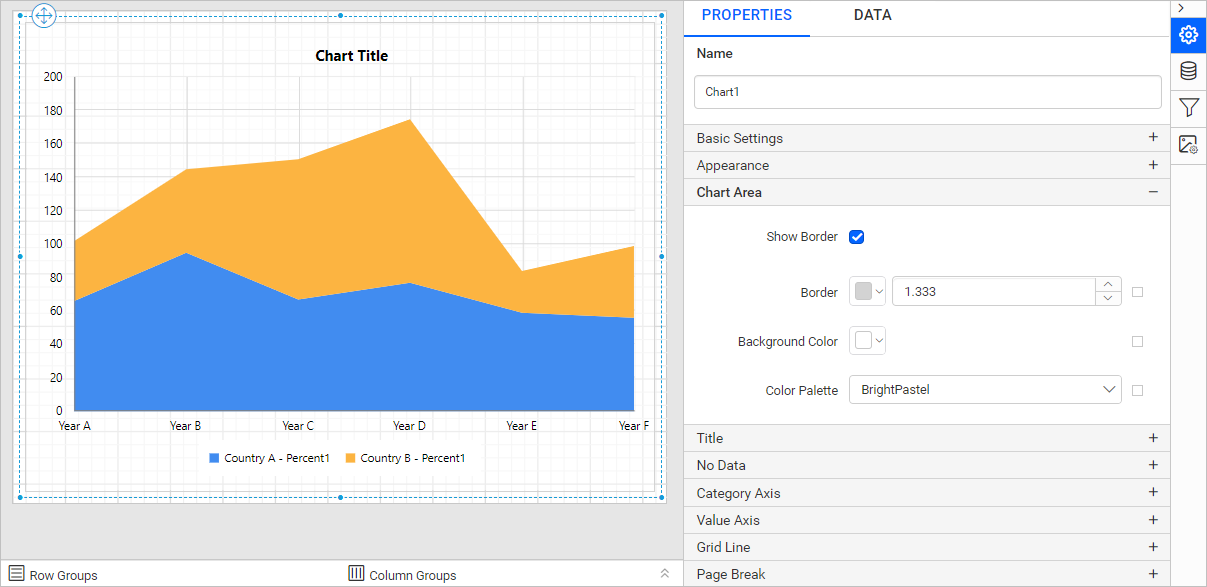 PROPERTIES DATA
Name
Chart1
Basic Settings
Appearance
Chart Area
Show Border
Border 1.333
Background Color
Color Palette BrightPastel
Title
No Data
Category Axis
Value Axis
Grid Line
Page Break
Chart Title
200
180
160
140
120
100
80
60
40
20
0
Year A Year B Year C Year D Year E Year F
Country A - Percent1 Country B - Percent1
Row Groups Column Groups